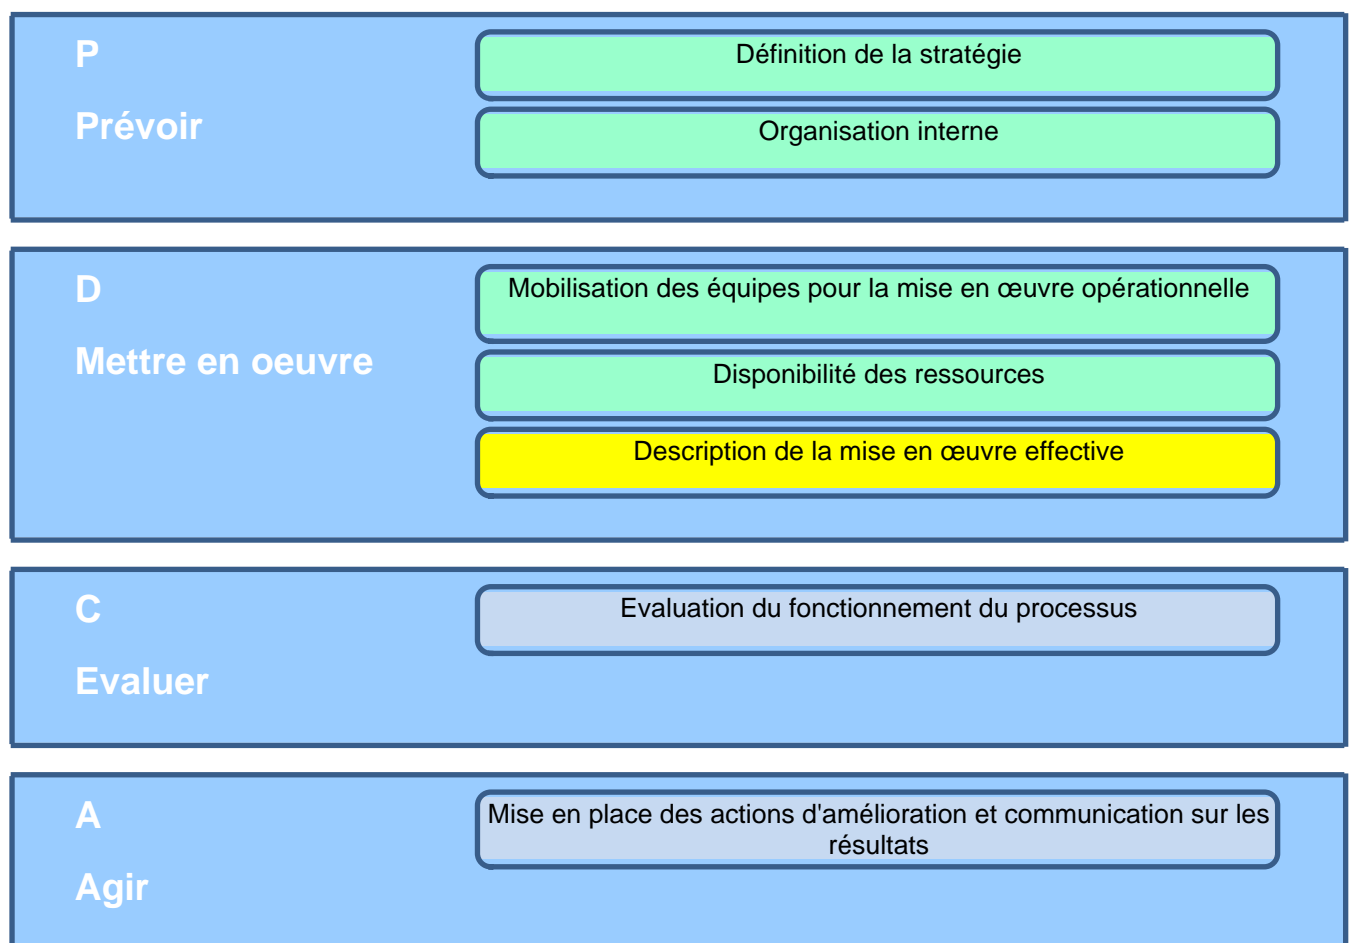 P
Prévoir
Définition de la stratégie
Organisation interne
D
Mettre en oeuvre
Mobilisation des équipes pour la mise en œuvre opérationnelle
Disponibilité des ressources
Description de la mise en œuvre effective
C
Evaluer
Evaluation du fonctionnement du processus
A
Agir
Mise en place des actions d'amélioration et communication sur les
résultats